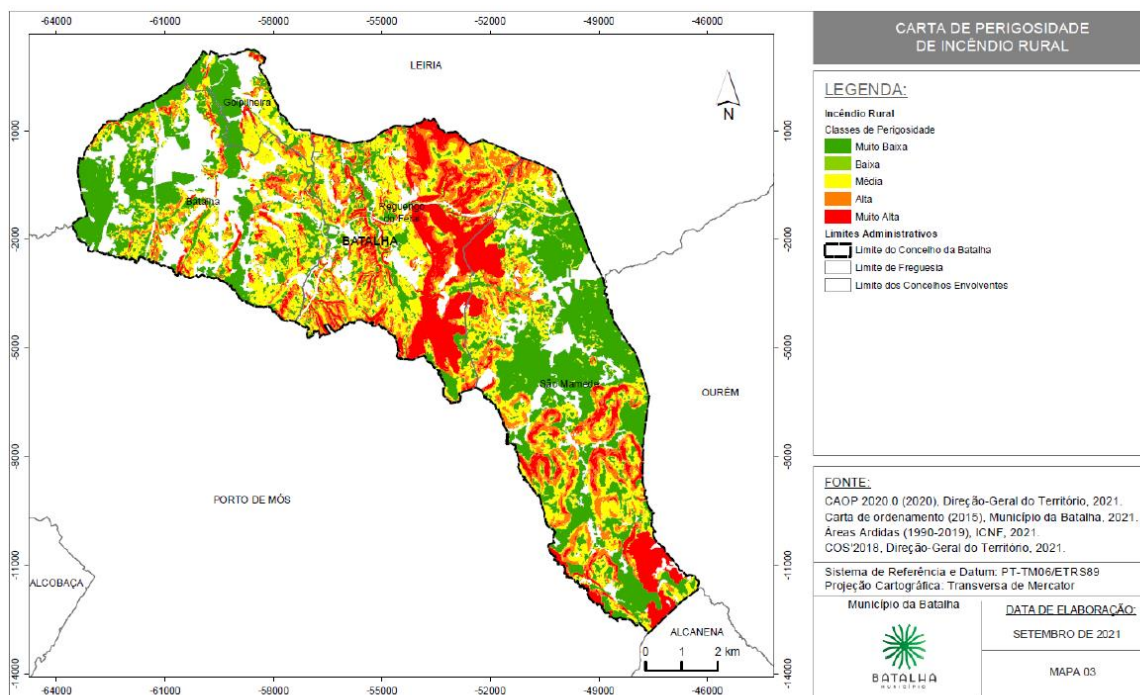 -64000 -61000 -58000 -55000 -52000 -49000 -46000
CARTA DE PERIGOSIDADE
DE INCÊNDIO RURAL
LEIRIA
N
Golpilheira
1000 1000
Batalha
Reguengo
do Fetal
BATALHA
-2000 -2000
-5000 -5000
São Mamede
OURÉM
-8000 -8000
PORTO DE MÓS
-11000 -11000
ALCOBAÇA
ALCANENA
0 1 2 km
-14000 -14000
-64000 -61000 -58000 -55000 -52000 -49000 -46000
LEGENDA:
Incêndio Rural
Classes de Perigosidade
Muito Baixa
Baixa
Média
Alta
Muito Alta
Limites Administrativos
Limite do Concelho da Batalha
Limite de Freguesia
Limite dos Concelhos Envolventes
FONTE:
CAOP 2020.0 (2020), Direção-Geral do Território, 2021.
Carta de ordenamento (2015), Município da Batalha, 2021.
Áreas Ardidas (1990-2019), ICNF, 2021.
COS'2018, Direção-Geral do Território, 2021.
Sistema de Referência e Datum: PT-TM06/ETRS89
Projeção Cartográfica: Transversa de Mercator
Município da Batalha
BATALHA
MUNICÍPIO
DATA DE ELABORAÇÃO:
SETEMBRO DE 2021
MAPA 03